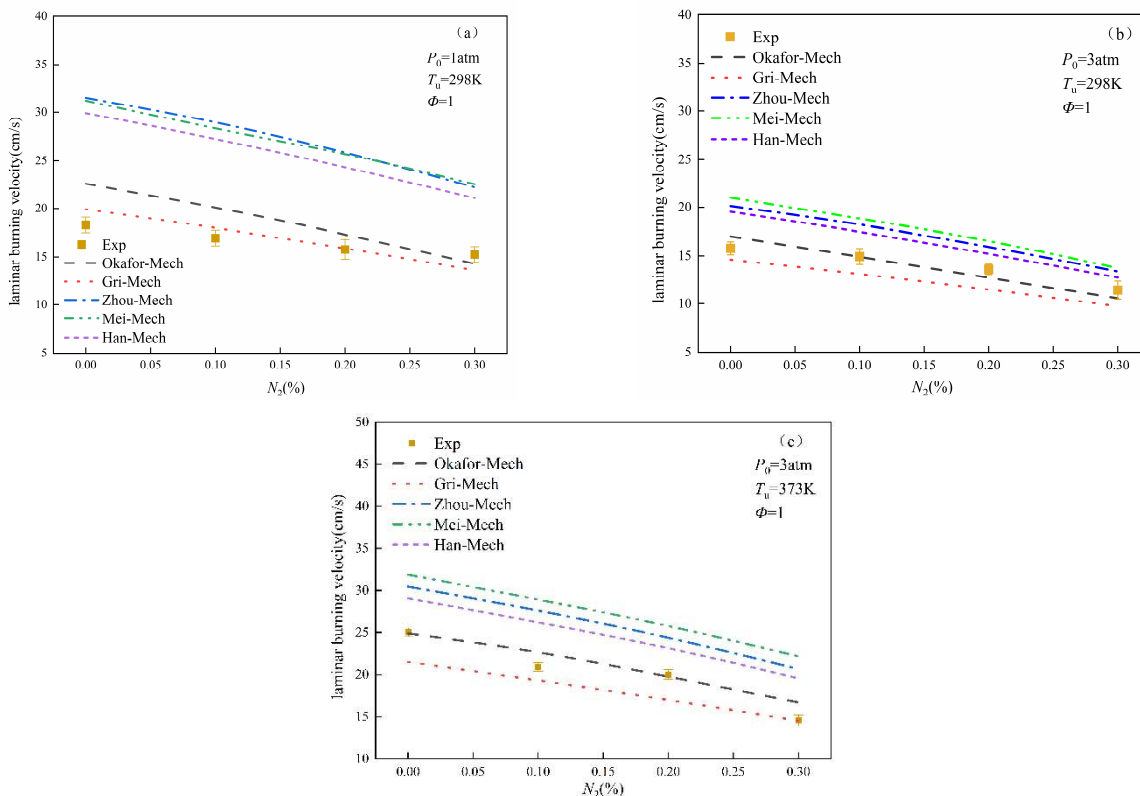 40
35
30
25
20
15
10
5
laminar burning velocity(cm/s)
(a)
P0=1atm
Tu=298K
Φ=1
Exp
Okafor-Mech
Gri-Mech
Zhou-Mech
Mei-Mech
Han-Mech
0.00 0.05 0.10 0.15 0.20 0.25 0.30
N2(%)
40
35
30
25
20
15
10
5
laminar burning velocity(cm/s)
(b)
P0=3atm
Tu=298K
Φ=1
Exp
Okafor-Mech
Gri-Mech
Zhou-Mech
Mei-Mech
Han-Mech
0.00 0.05 0.10 0.15 0.20 0.25 0.30
N2(%)
50
45
40
35
30
25
20
15
10
laminar burning velocity(cm/s)
(c)
P0=3atm
Tu=373K
Φ=1
Exp
Okafor-Mech
Gri-Mech
Zhou-Mech
Mei-Mech
Han-Mech
0.00 0.05 0.10 0.15 0.20 0.25 0.30
N2(%)